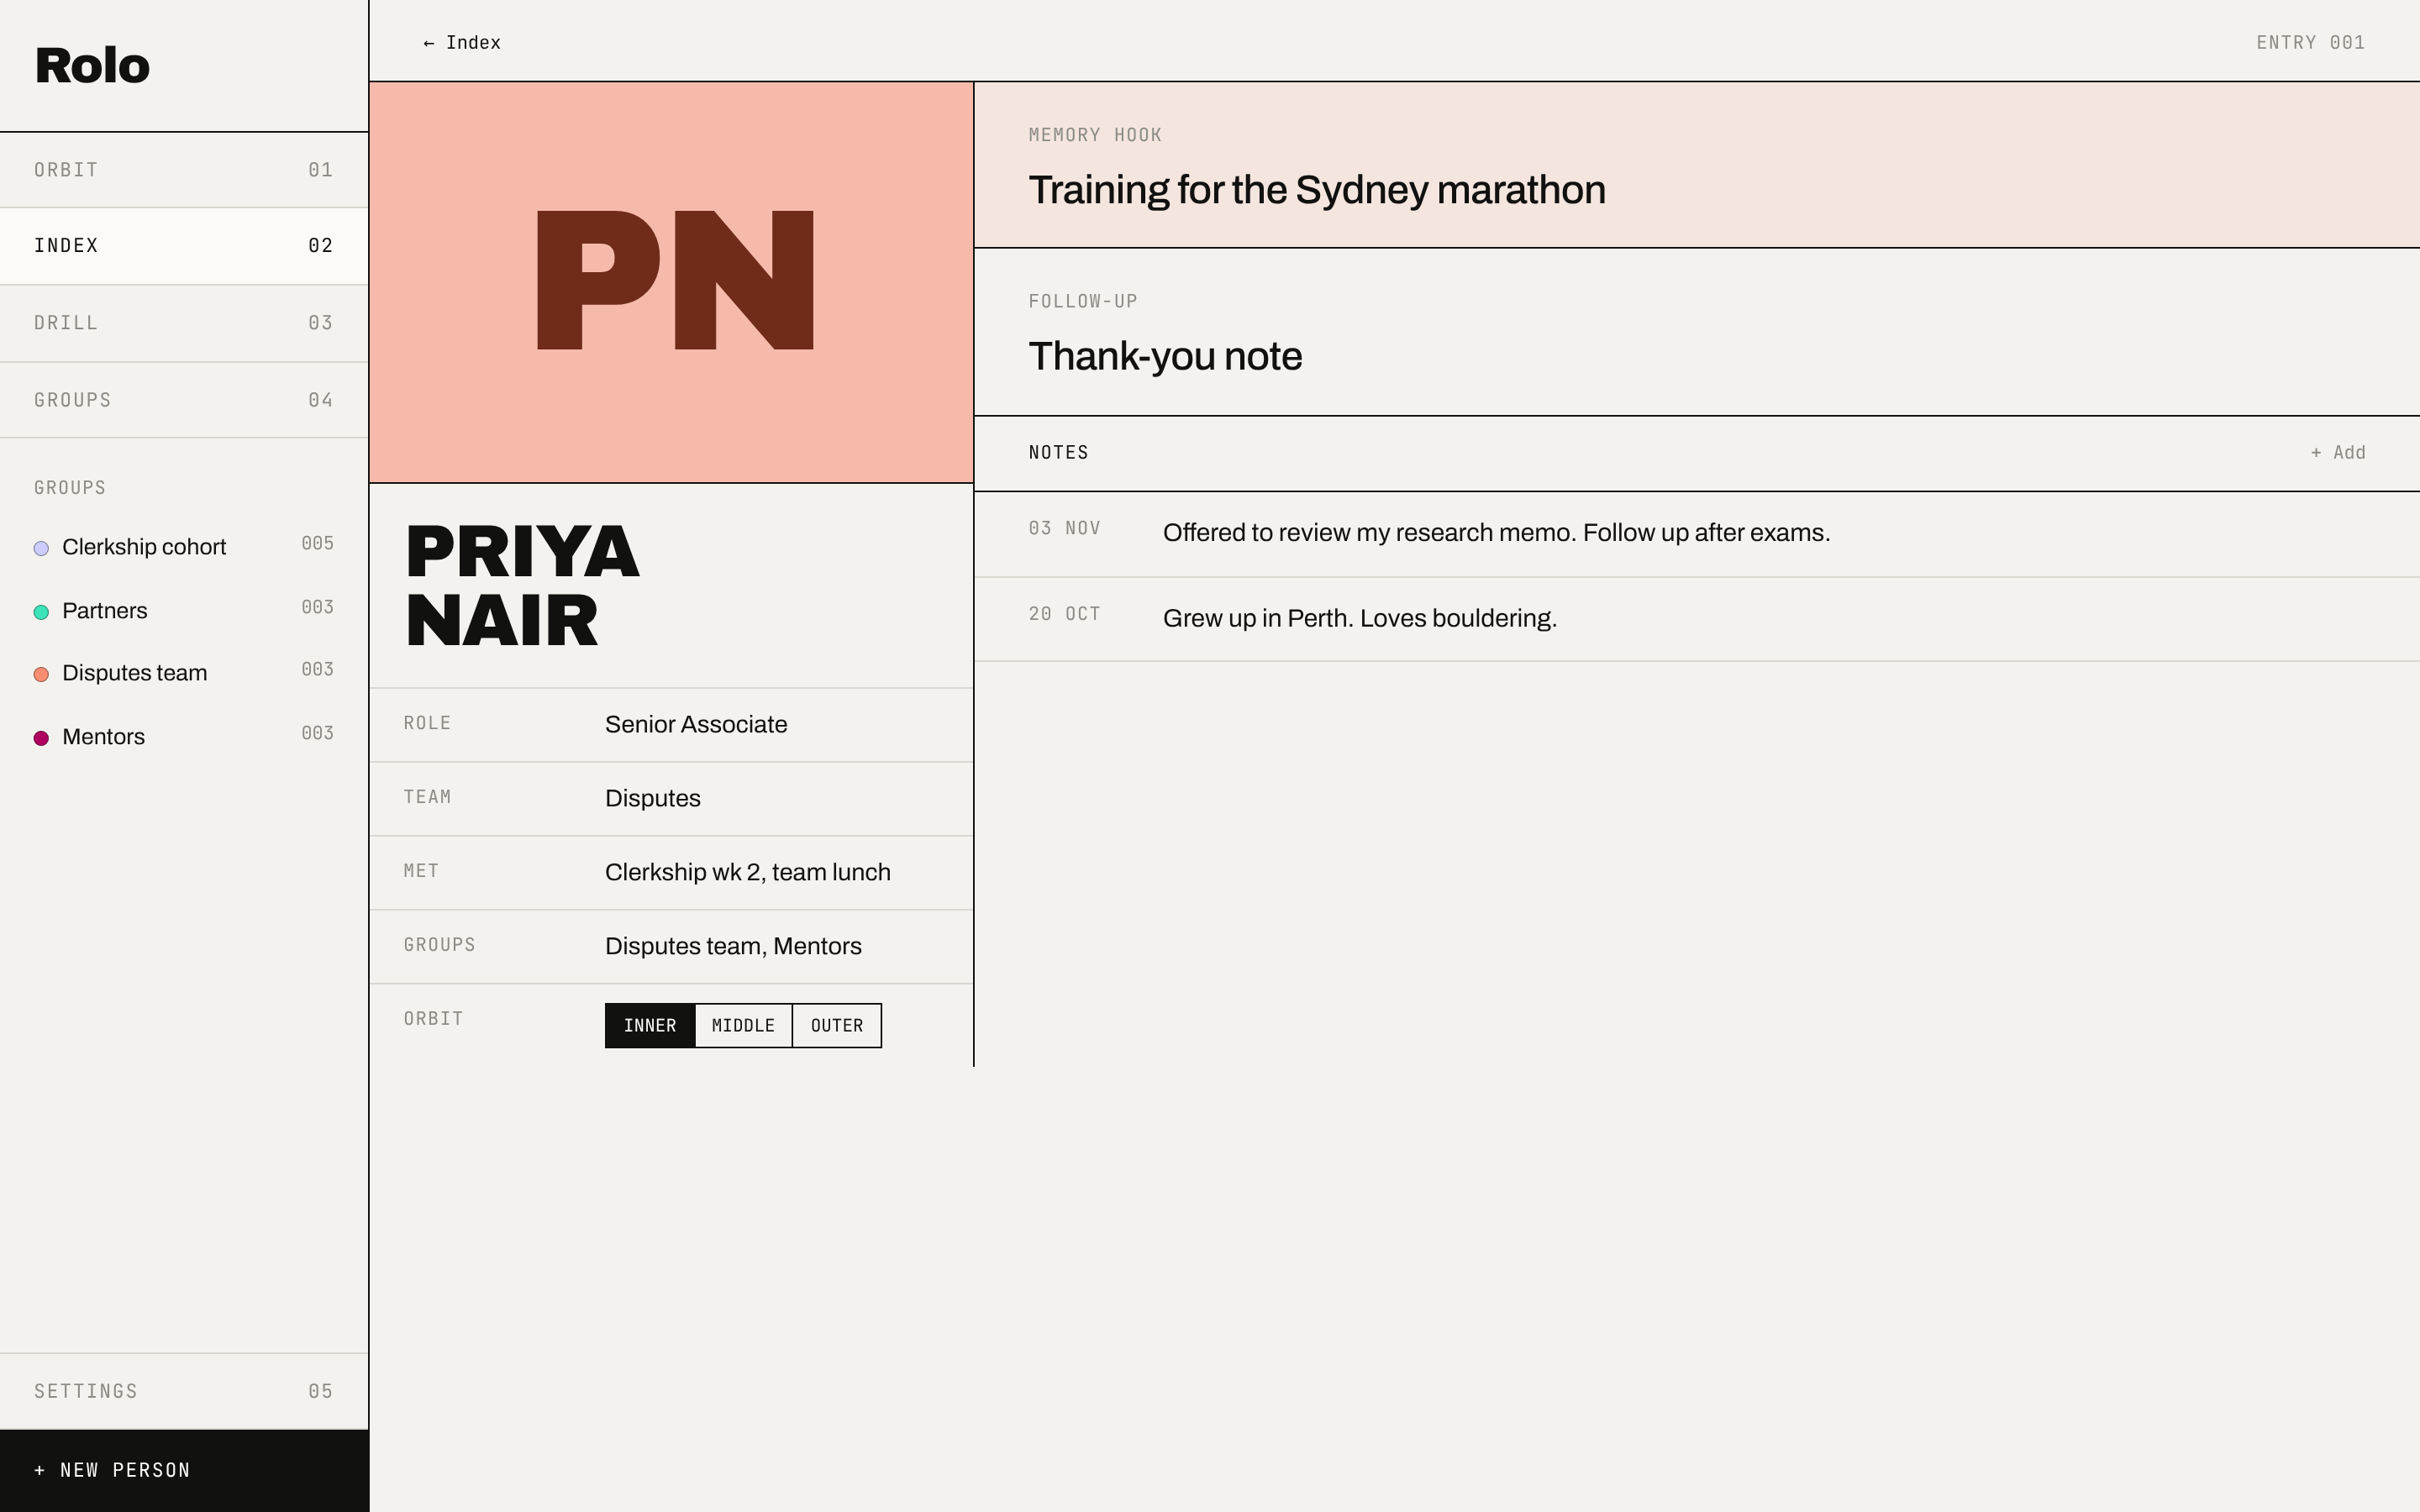 Rolo
ORBIT 01
INDEX 02
DRILL 03
GROUPS 04
GROUPS
Clerkship cohort 005
Partners 003
Disputes team 003
Mentors 003
SETTINGS 05
+ NEW PERSON
← Index
ENTRY 001
PN
PRIYA
NAIR
ROLE Senior Associate
TEAM Disputes
MET Clerkship wk 2, team lunch
GROUPS Disputes team, Mentors
ORBIT INNER MIDDLE OUTER
MEMORY HOOK
Training for the Sydney marathon
FOLLOW-UP
Thank-you note
NOTES + Add
03 NOV Offered to review my research memo. Follow up after exams.
20 OCT Grew up in Perth. Loves bouldering.